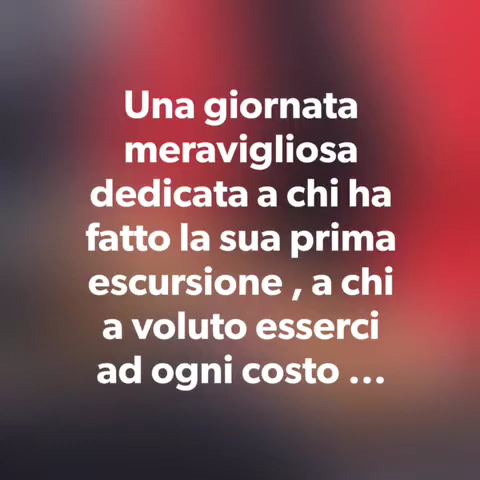 Una giornata
meravigliosa
dedicata a chi ha
fatto la sua prima
escursione , a chi
a voluto esserci
ad ogni costo ...